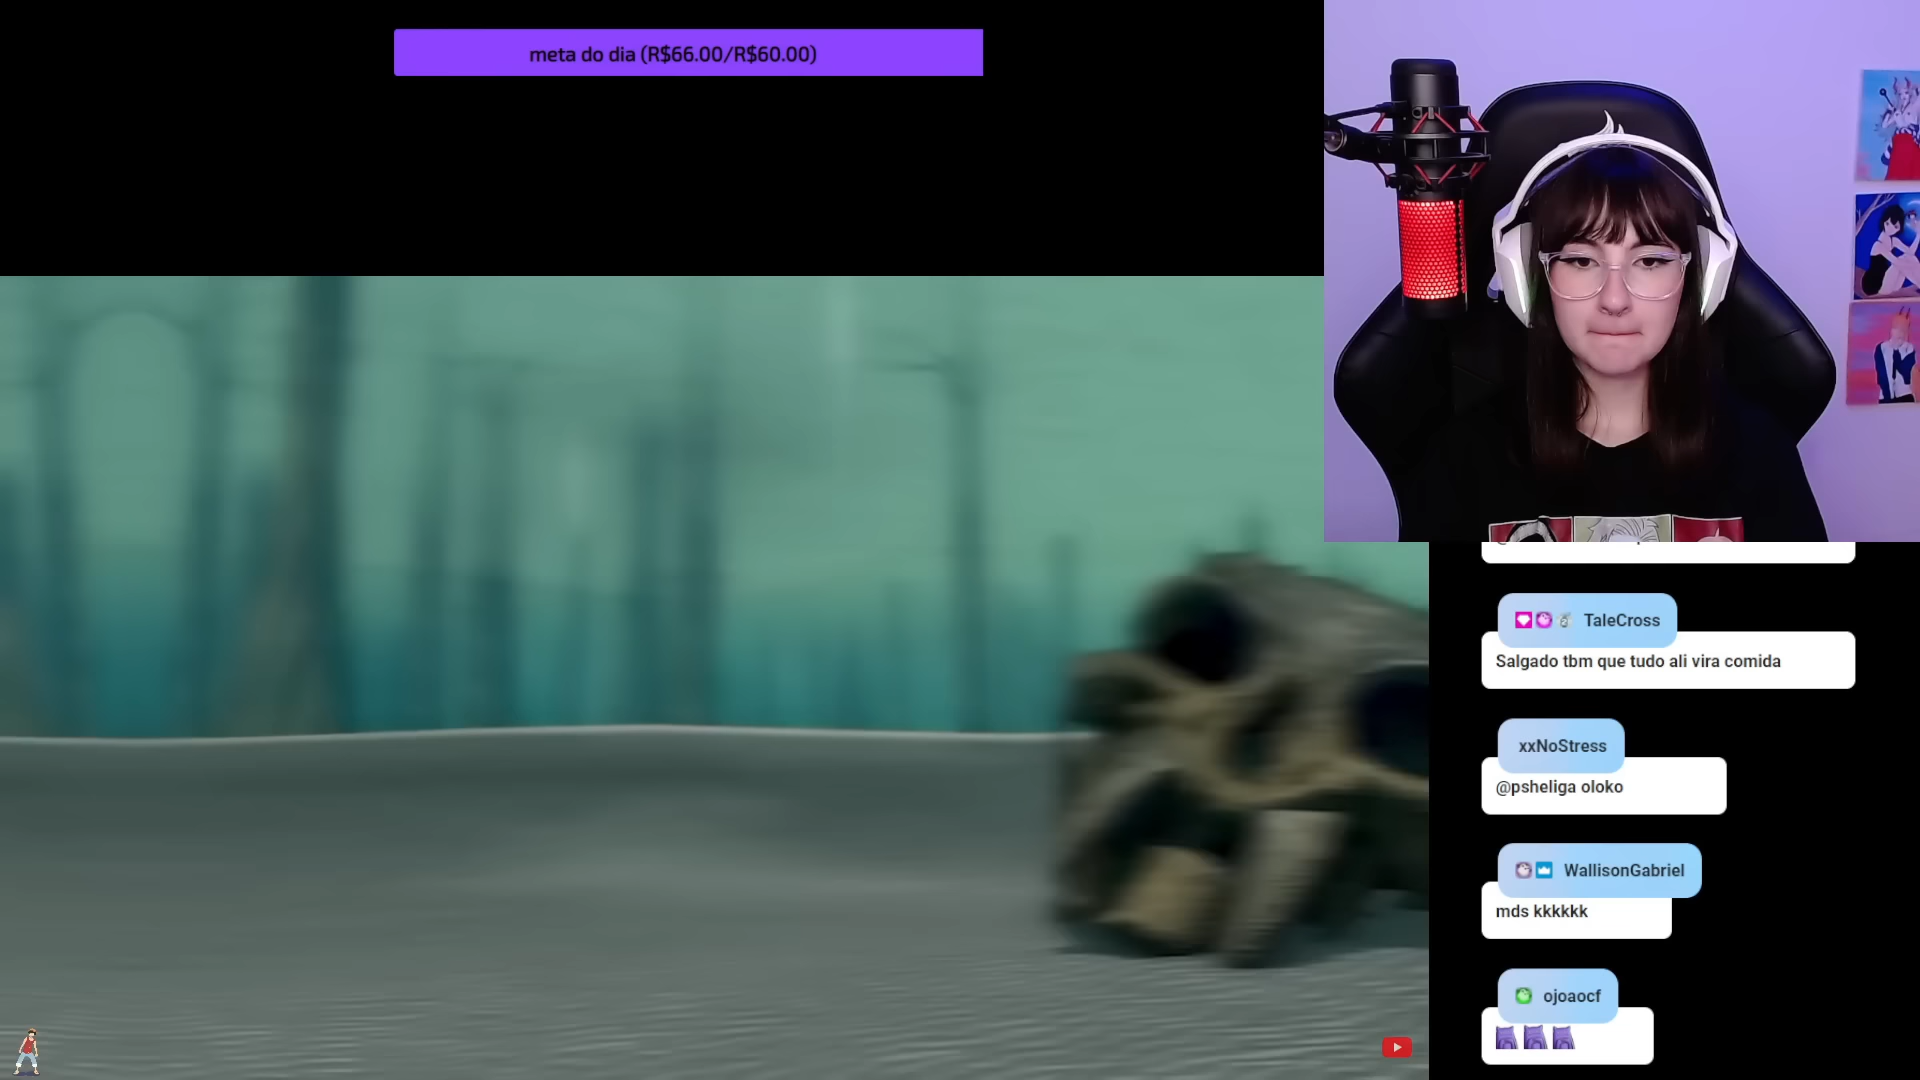 meta do dia (R$66.00/R$60.00)
TaleCross
Salgado tbm que tudo ali vira comida
xxNoStress
@psheliga oloko
WallisonGabriel
mds kkkkkk
ojoaocf